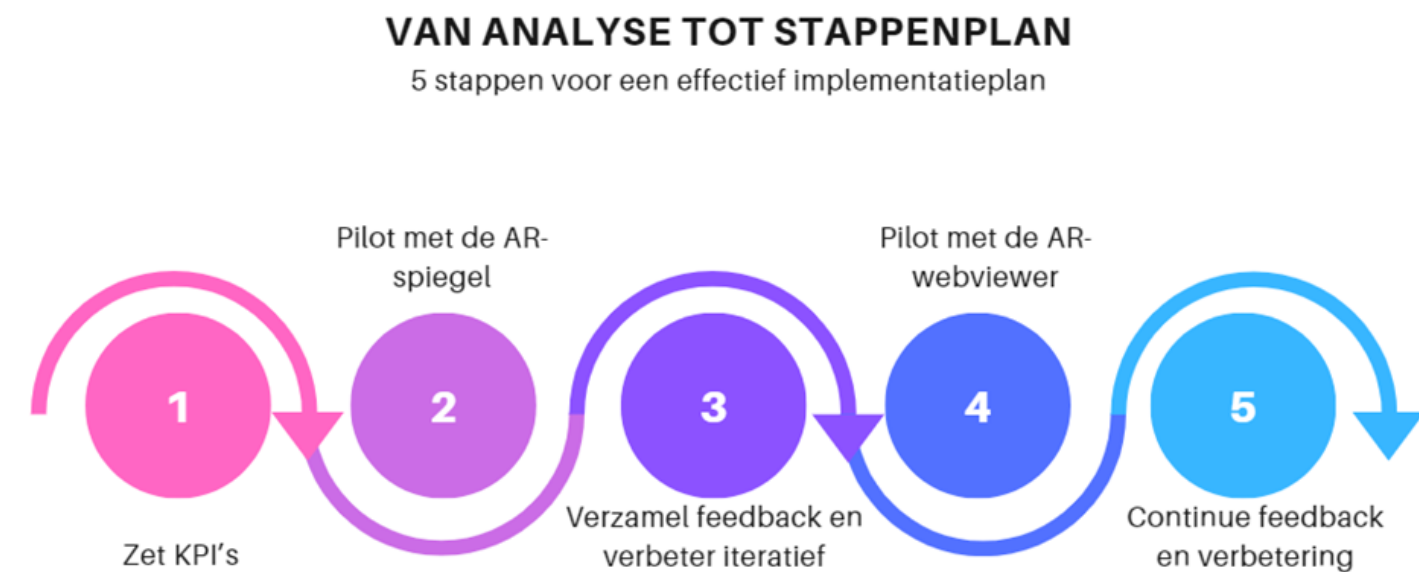 VAN ANALYSE TOT STAPPENPLAN
5 stappen voor een effectief implementatieplan
1
Zet KPI's
Pilot met de AR-
spiegel
2
3
Verzamel feedback en
verbeter iteratief
Pilot met de AR-
webviewer
4
5
Continue feedback
en verbetering